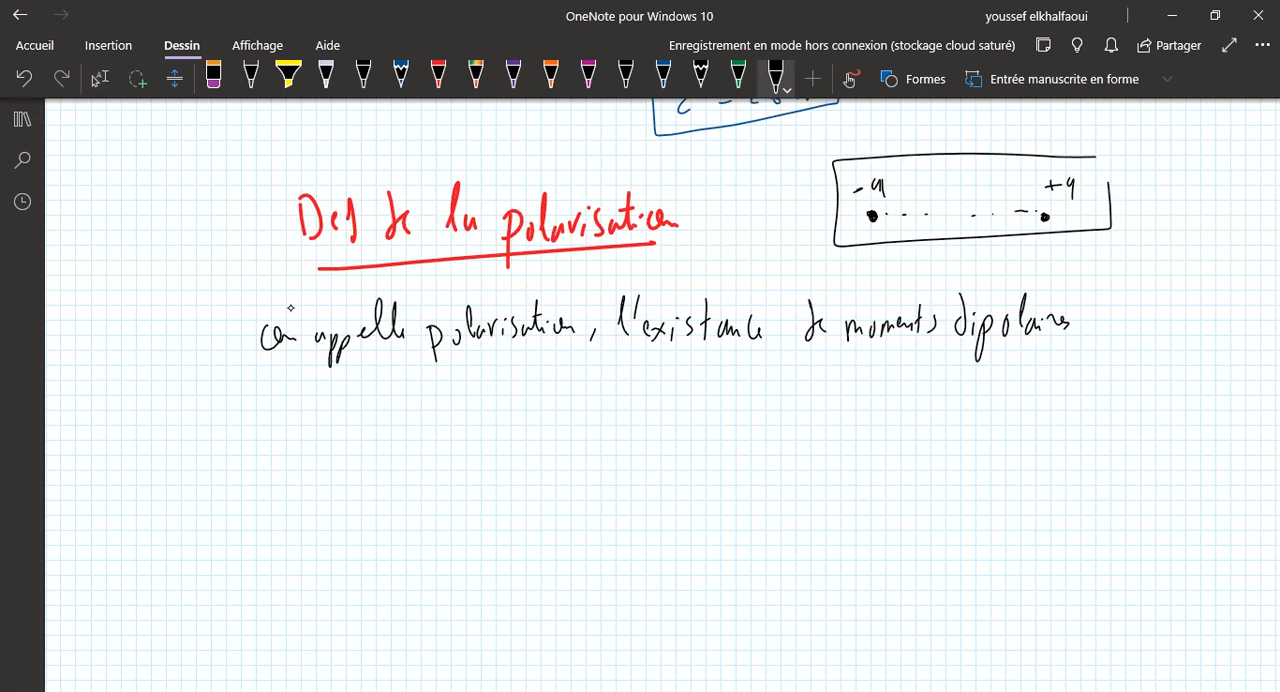 OneNote pour Windows 10
youssef elkhalfaoui
Accueil Insertion Dessin Affichage Aide
Enregistrement en mode hors connexion (stockage cloud saturé)
Partager
Formes
Entrée manuscrite en forme
-q +q
Def de la polarisation
on appelle polarisation, l'existance de moments dipolaires